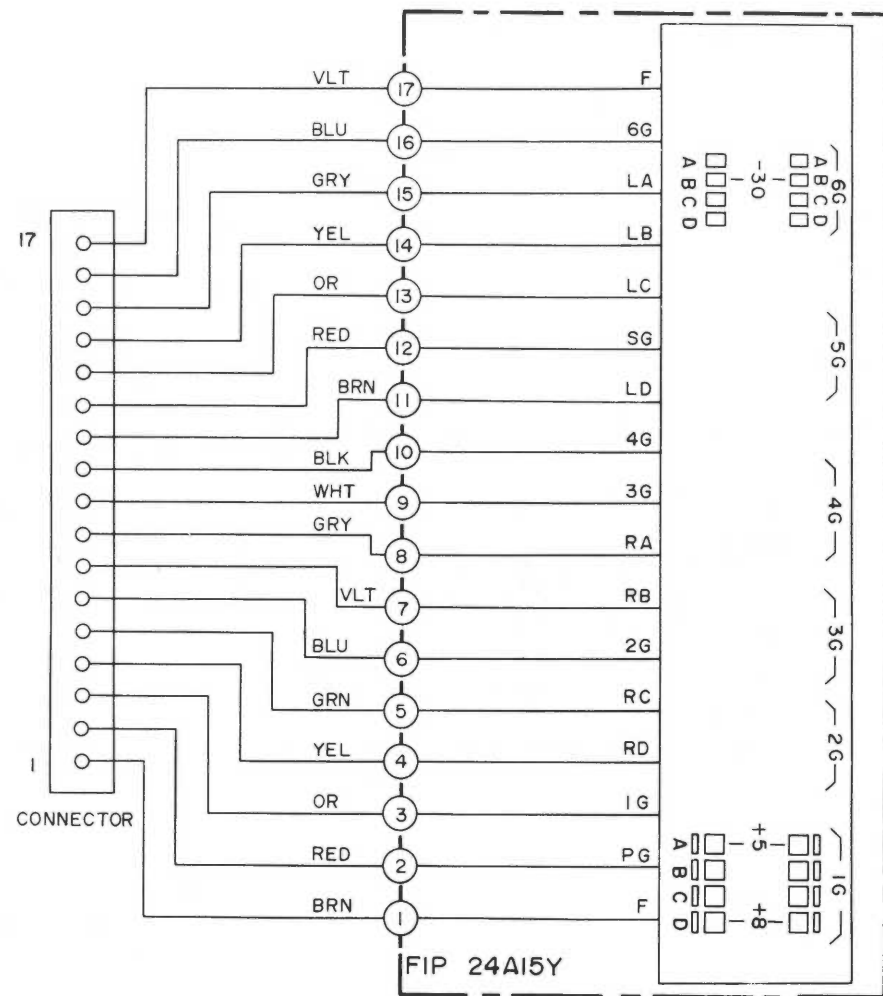 VLT 17 F
BLU 16 6G
GRY 15 LA
YEL 14 LB
OR 13 LC
RED 12 SG
BRN 11 LD
BLK 10 4G
WHT 9 3G
GRY 8 RA
VLT 7 RB
BLU 6 2G
GRN 5 RC
YEL 4 RD
OR 3 1G
RED 2 PG
BRN 1 F
17
1
CONNECTOR
FIP 24A15Y
A B C D
-30
A B C D
6G
5G
4G
3G
2G
1G
A B C D
+5
+8